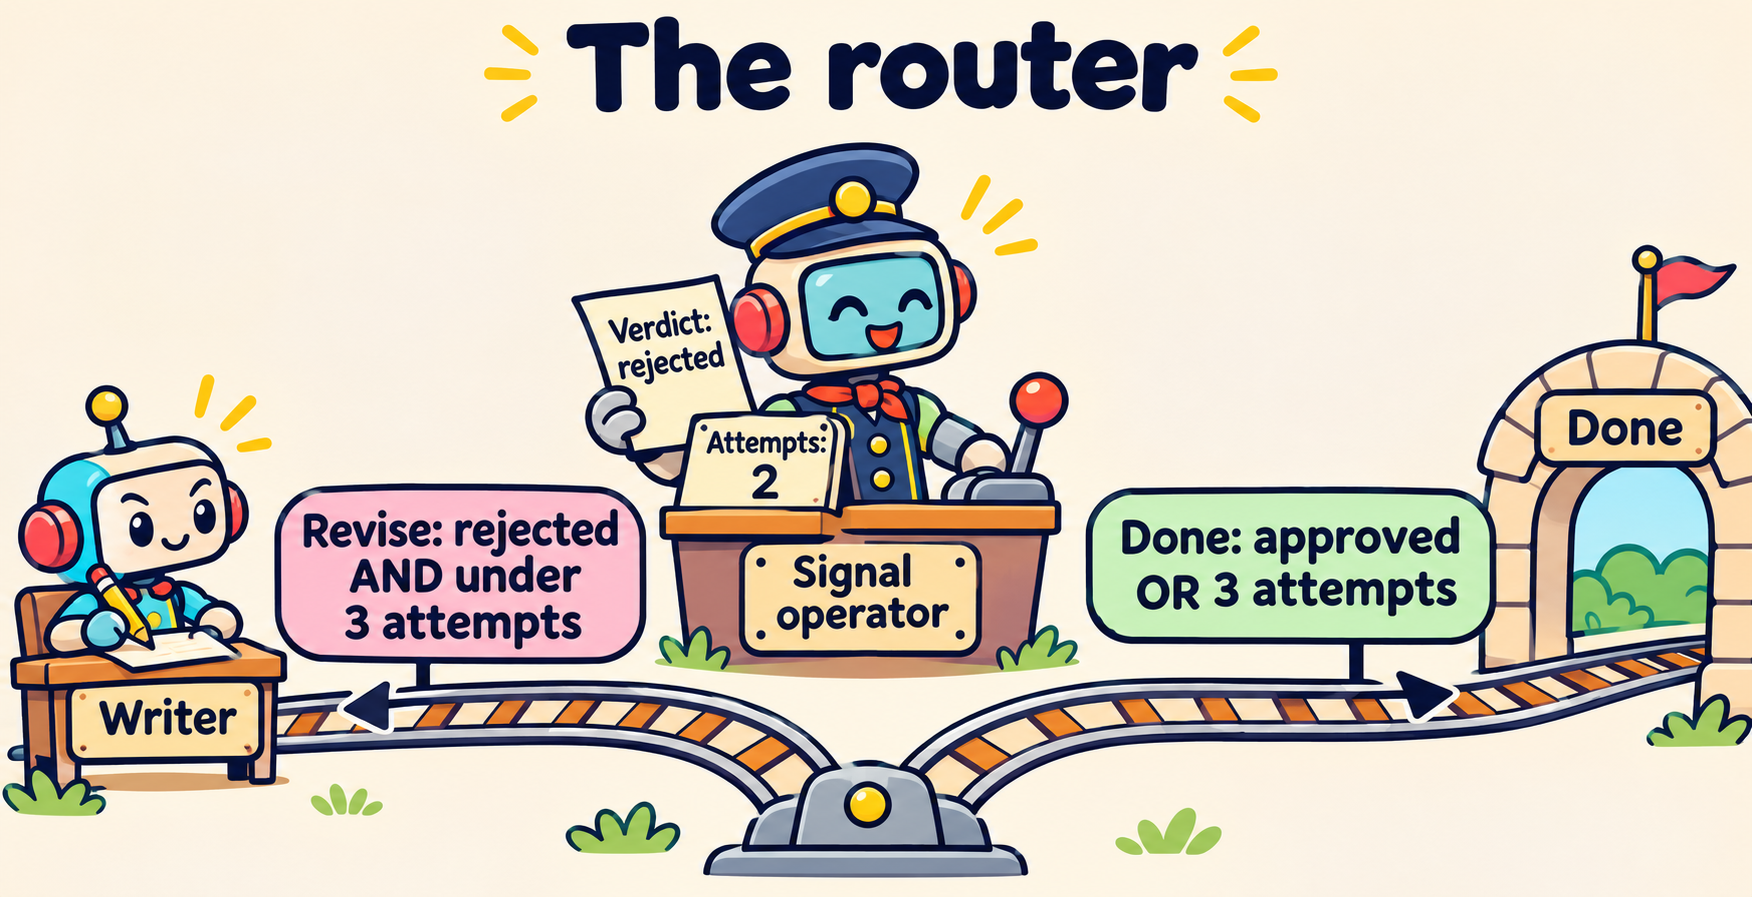 The router
Verdict:
rejected
Attempts:
2
Revise: rejected
AND under
3 attempts
Signal
operator
Done: approved
OR 3 attempts
Done
Writer